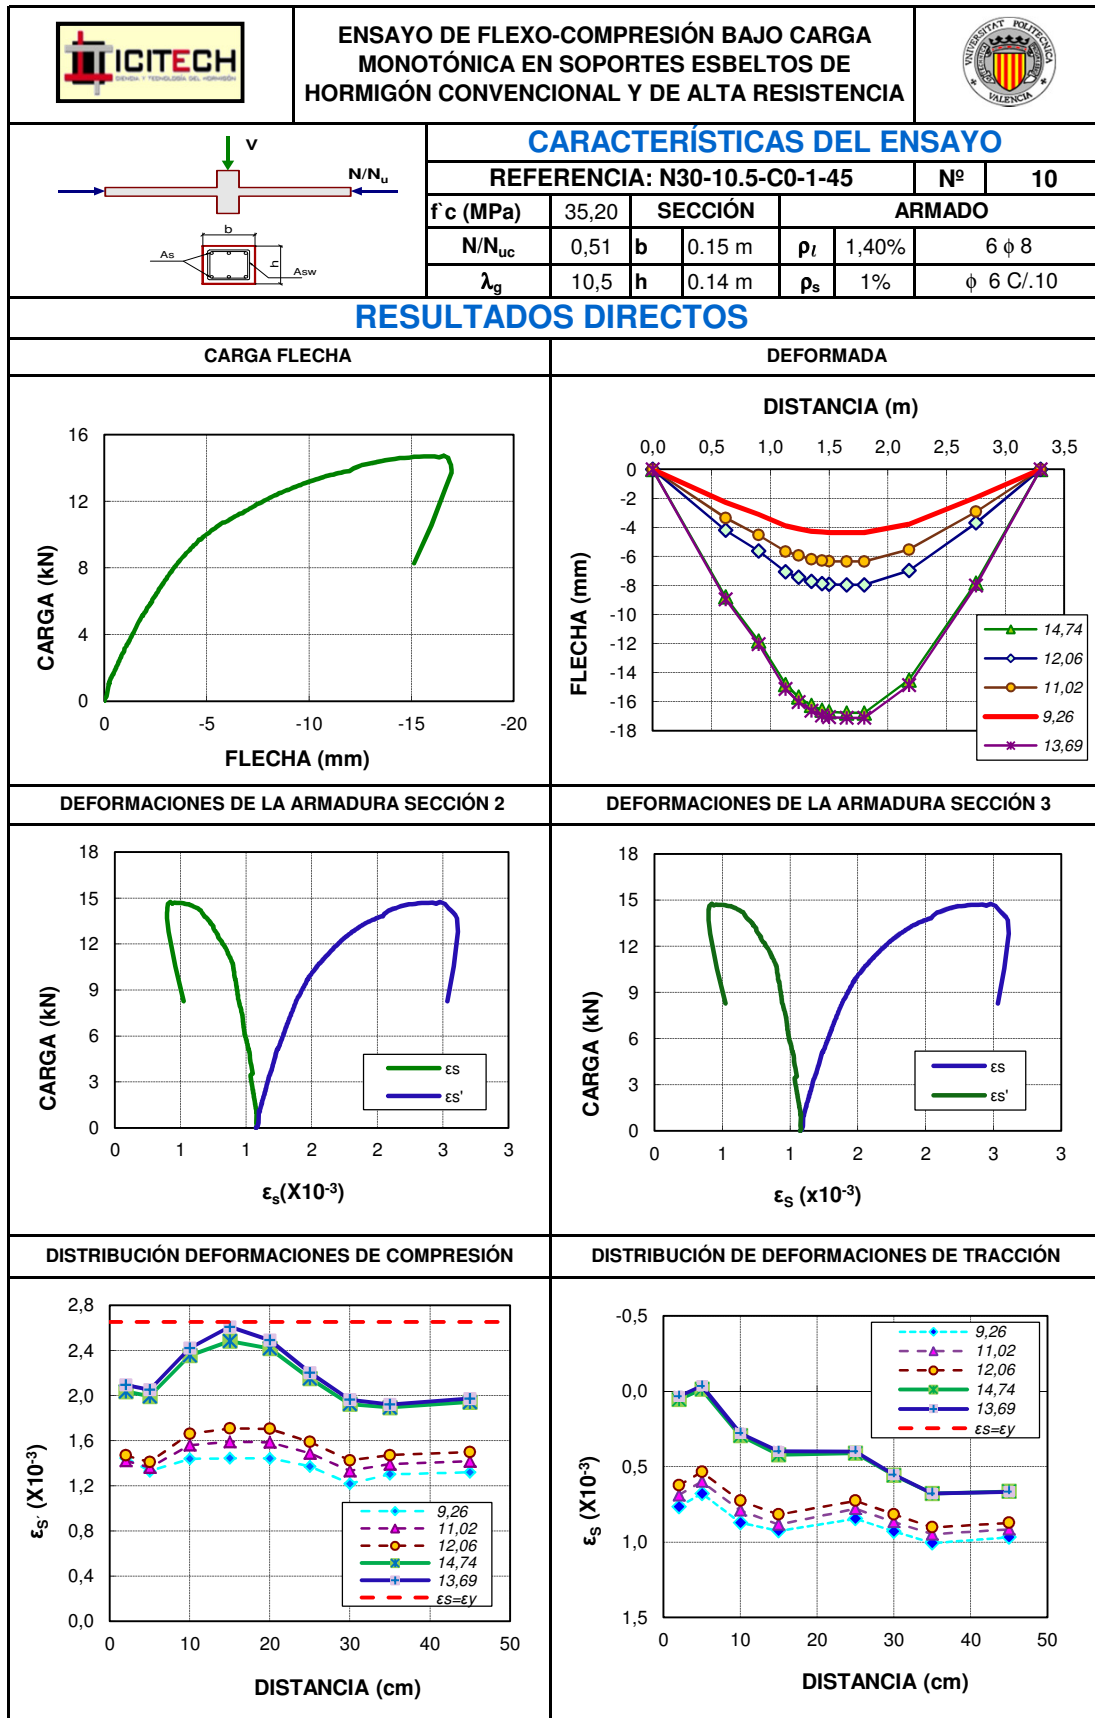 ICITECH
CIENCIA Y TECNOLOGÍA DEL HORMIGÓN
ENSAYO DE FLEXO-COMPRESIÓN BAJO CARGA
MONOTÓNICA EN SOPORTES ESBELTOS DE
HORMIGÓN CONVENCIONAL Y DE ALTA RESISTENCIA
UNIVERSITAT POLITECNICA
VALENCIA
V
N/Nu
b
h
As
Asw
CARACTERÍSTICAS DEL ENSAYO
REFERENCIA: N30-10.5-C0-1-45 Nº 10
f`c (MPa) 35,20 SECCIÓN ARMADO
N/Nuc 0,51 b 0.15 m ρl 1,40% 6 ϕ 8
λg 10,5 h 0.14 m ρs 1% ϕ 6 C/.10
RESULTADOS DIRECTOS
CARGA FLECHA
16
12
8
4
0
CARGA (kN)
0 -5 -10 -15 -20
FLECHA (mm)
DEFORMADA
DISTANCIA (m)
0,0 0,5 1,0 1,5 2,0 2,5 3,0 3,5
0
-2
-4
-6
-8
-10
-12
-14
-16
-18
FLECHA (mm)
14,74
12,06
11,02
9,26
13,69
DEFORMACIONES DE LA ARMADURA SECCIÓN 2
18
15
12
9
6
3
0
CARGA (kN)
εs
εs'
0 1 1 2 2 3 3
εs(X10⁻³)
DEFORMACIONES DE LA ARMADURA SECCIÓN 3
18
15
12
9
6
3
0
CARGA (kN)
εs
εs'
0 1 1 2 2 3 3
εS (x10⁻³)
DISTRIBUCIÓN DEFORMACIONES DE COMPRESIÓN
2,8
2,4
2,0
1,6
1,2
0,8
0,4
0,0
εS´ (X10⁻³)
9,26
11,02
12,06
14,74
13,69
εs=εy
0 10 20 30 40 50
DISTANCIA (cm)
DISTRIBUCIÓN DE DEFORMACIONES DE TRACCIÓN
-0,5
0,0
0,5
1,0
1,5
εS (X10⁻³)
9,26
11,02
12,06
14,74
13,69
εs=εy
0 10 20 30 40 50
DISTANCIA (cm)